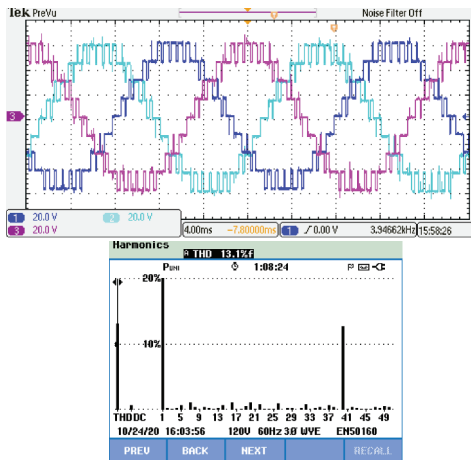 Tek PreVu Noise Filter Off
3
1 20.0 V 2 20.0 V
3 20.0 V 4.00ms -7.80000ms 1 / 0.00 V 3.94662kHz 15:58:26
Harmonics
THD 13.1%f
PUNI 1:08:24
20%
10%
THDDC 1 5 9 13 17 21 25 29 33 37 41 45 49
10/24/20 16:03:56 120V 60Hz 3Ø WYE EN50160
PREV BACK NEXT RECALL